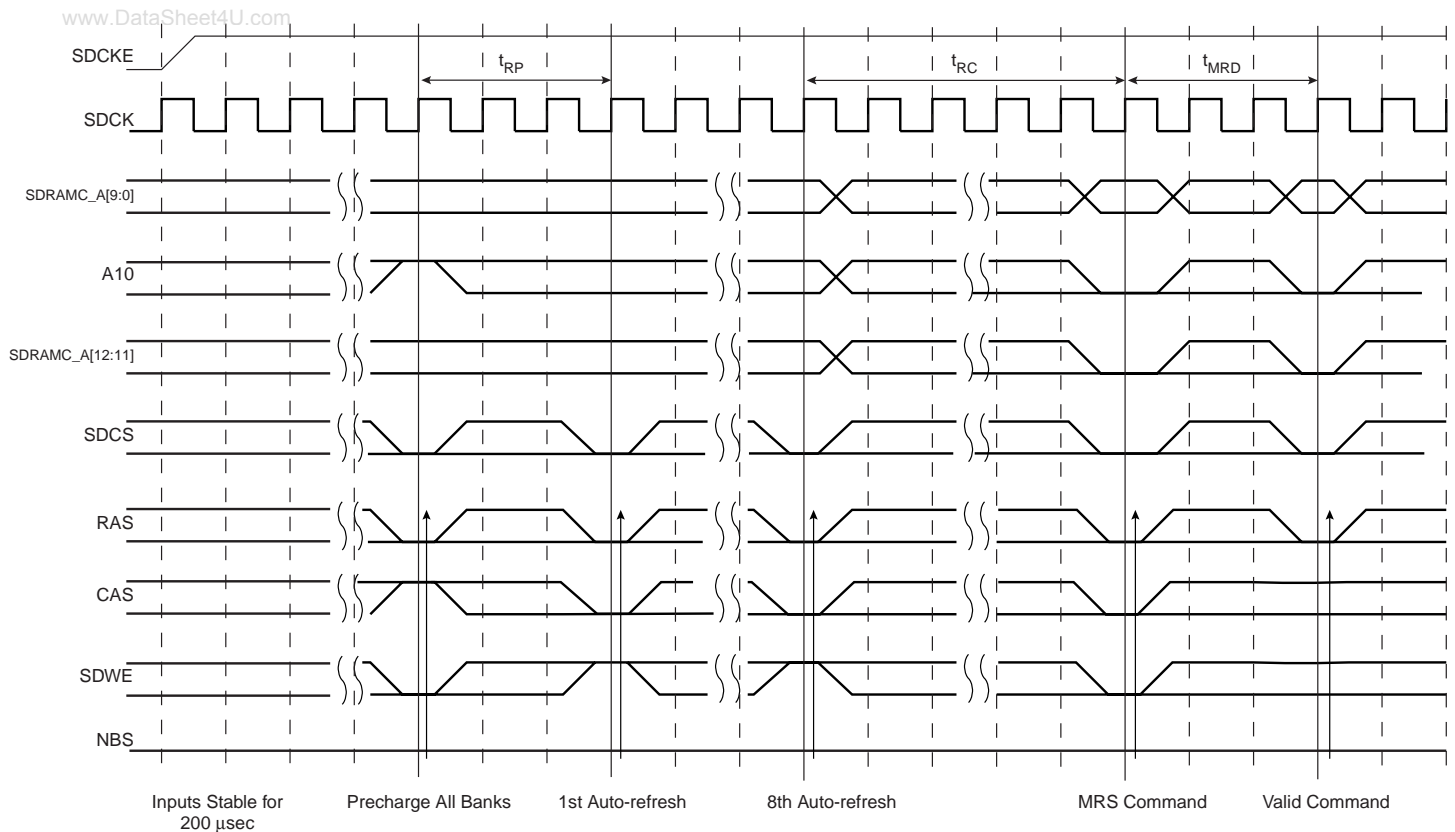 www.DataSheet4U.com
SDCKE
tRP
tRC
tMRD
SDCK
SDRAMC_A[9:0]
A10
SDRAMC_A[12:11]
SDCS
RAS
CAS
SDWE
NBS
Inputs Stable for
200 μsec
Precharge All Banks
1st Auto-refresh
8th Auto-refresh
MRS Command
Valid Command